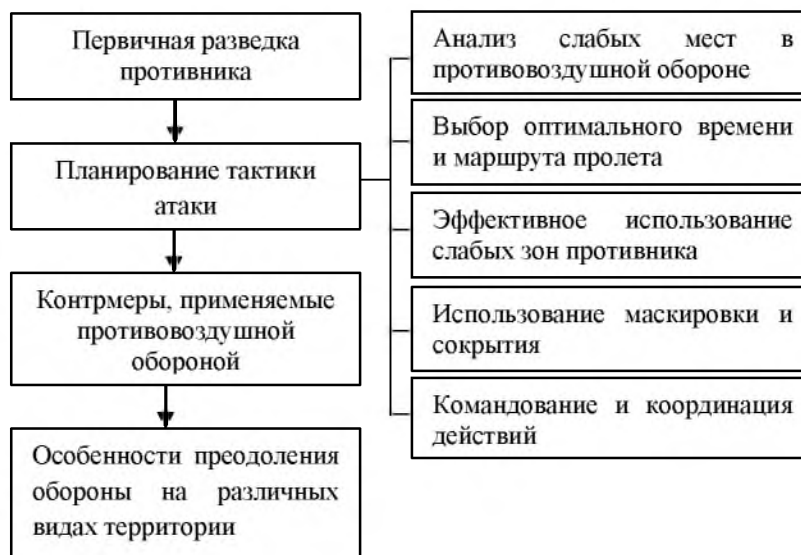 Первичная разведка
противника
Планирование тактики
атаки
Контрмеры, применяемые
противовоздушной
обороной
Особенности преодоления
обороны на различных
видах территории
Анализ слабых мест в
противовоздушной обороне
Выбор оптимального времени
и маршрута пролета
Эффективное использование
слабых зон противника
Использование маскировки и
сокрытия
Командование и координация
действий